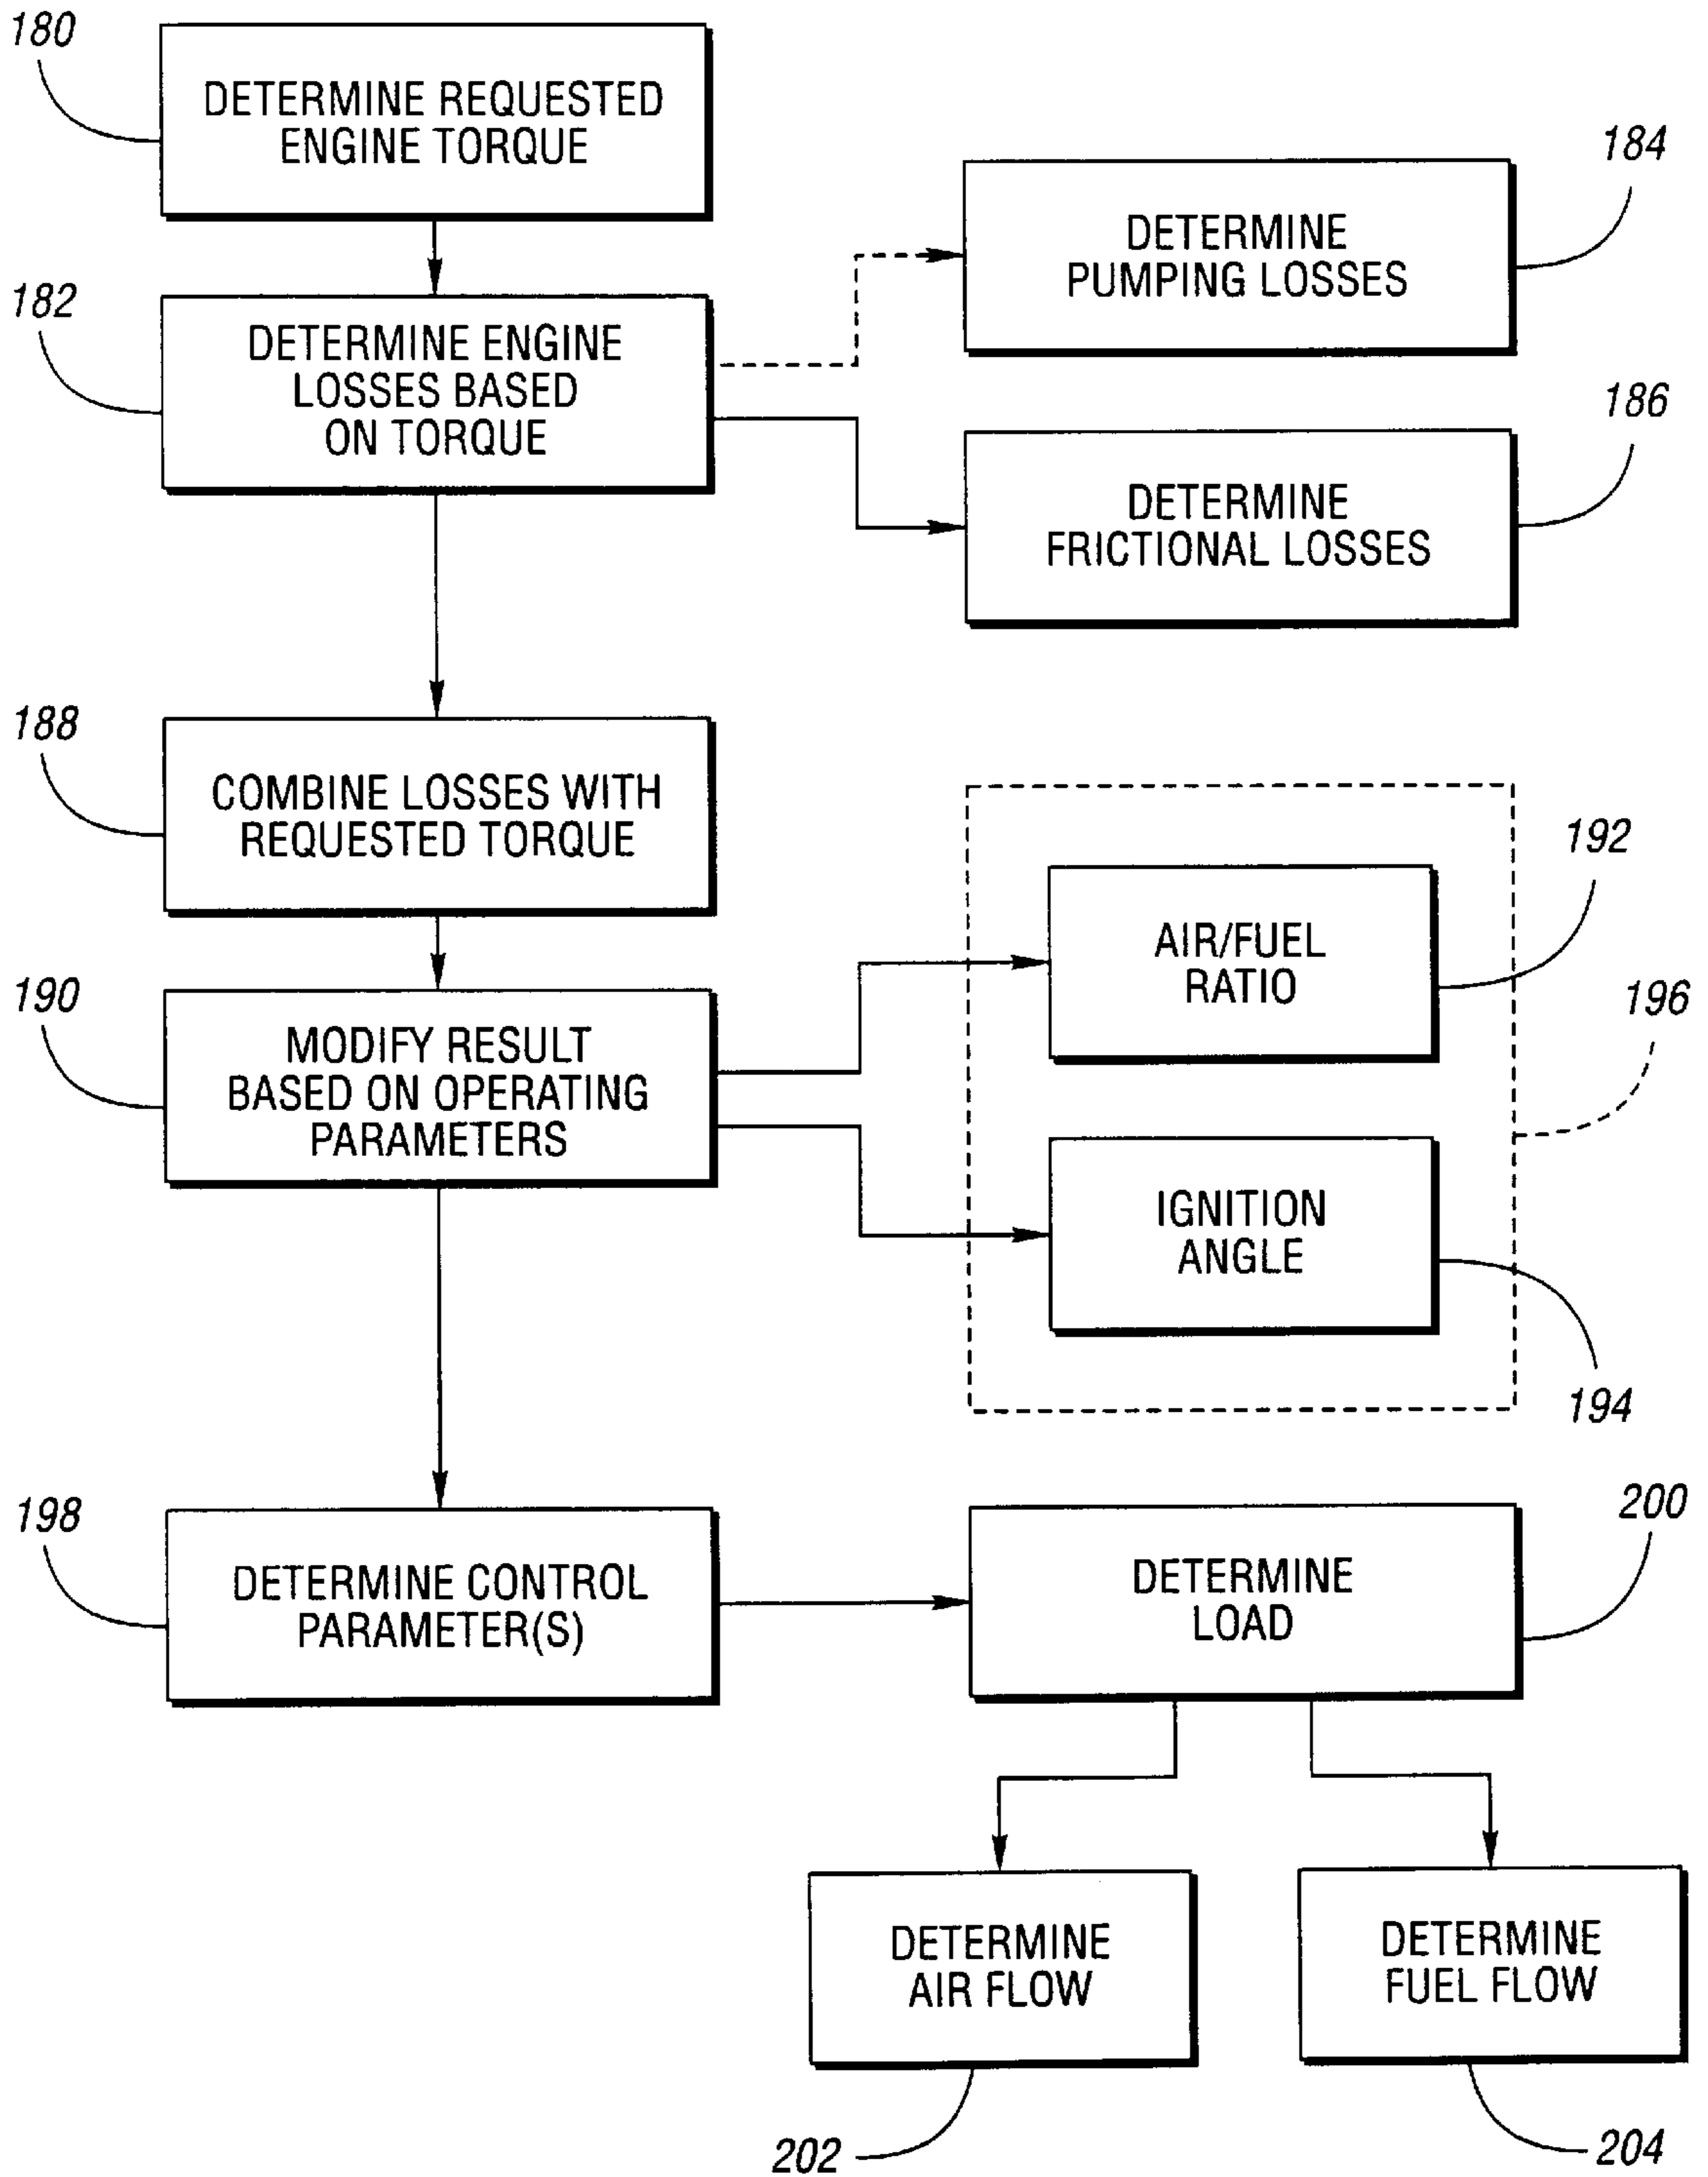 180
DETERMINE REQUESTED
ENGINE TORQUE
184
DETERMINE
PUMPING LOSSES
182
DETERMINE ENGINE
LOSSES BASED
ON TORQUE
186
DETERMINE
FRICTIONAL LOSSES
188
COMBINE LOSSES WITH
REQUESTED TORQUE
192
AIR/FUEL
RATIO
190
MODIFY RESULT
BASED ON OPERATING
PARAMETERS
196
IGNITION
ANGLE
194
198
DETERMINE CONTROL
PARAMETER(S)
200
DETERMINE
LOAD
DETERMINE
AIR FLOW
DETERMINE
FUEL FLOW
202
204